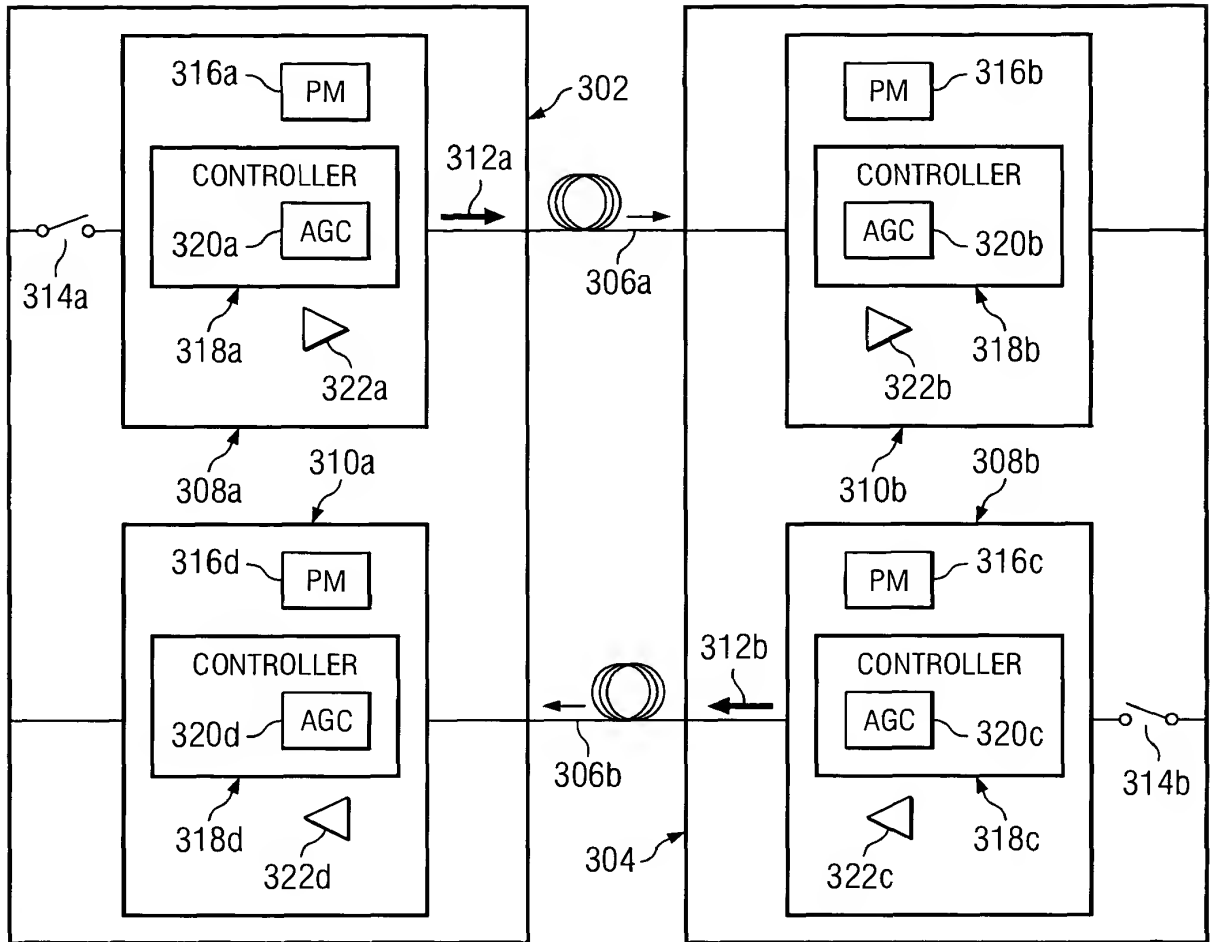 316a PM 316b PM
302
CONTROLLER 312a CONTROLLER
320a AGC 320b AGC
314a 306a
318a 318b
322a 322b
308a 310a 310b 308b
316d PM PM 316c
CONTROLLER 312b CONTROLLER
320d AGC AGC 320c
306b 314b
318d 304 318c
322d 322c